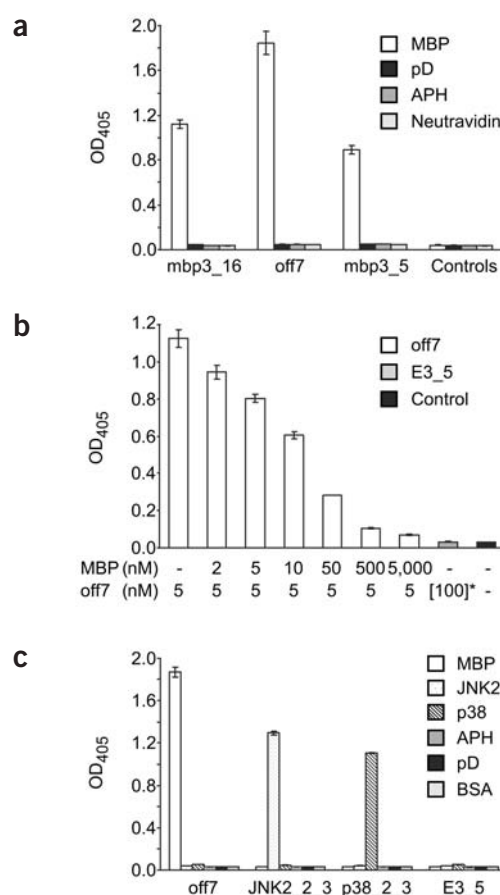 a
MBP
pD
APH
Neutravidin
OD405
2.0
1.6
1.2
0.8
0.4
0.0
mbp3_16 off7 mbp3_5 Controls
b
off7
E3_5
Control
OD405
1.2
1.0
0.8
0.6
0.4
0.2
0.0
MBP (nM) - 2 5 10 50 500 5,000 - -
off7 (nM) 5 5 5 5 5 5 5 [100]* -
c
MBP
JNK2
p38
APH
pD
BSA
OD405
2.0
1.6
1.2
0.8
0.4
0.0
off7 JNK2_2_3 p38_2_3 E3_5